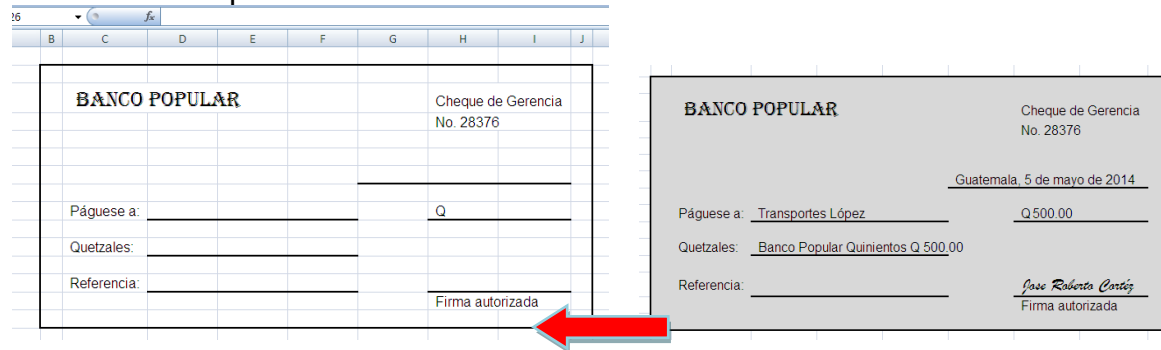 26 fx
B C D E F G H I J
BANCO POPULAR
Cheque de Gerencia
No. 28376
Páguese a:
Q
Quetzales:
Referencia:
Firma autorizada
BANCO POPULAR
Cheque de Gerencia
No. 28376
Guatemala, 5 de mayo de 2014
Páguese a: Transportes López Q500.00
Quetzales: Banco Popular Quinientos Q 500.00
Referencia: Jose Roberto Cortéz
Firma autorizada